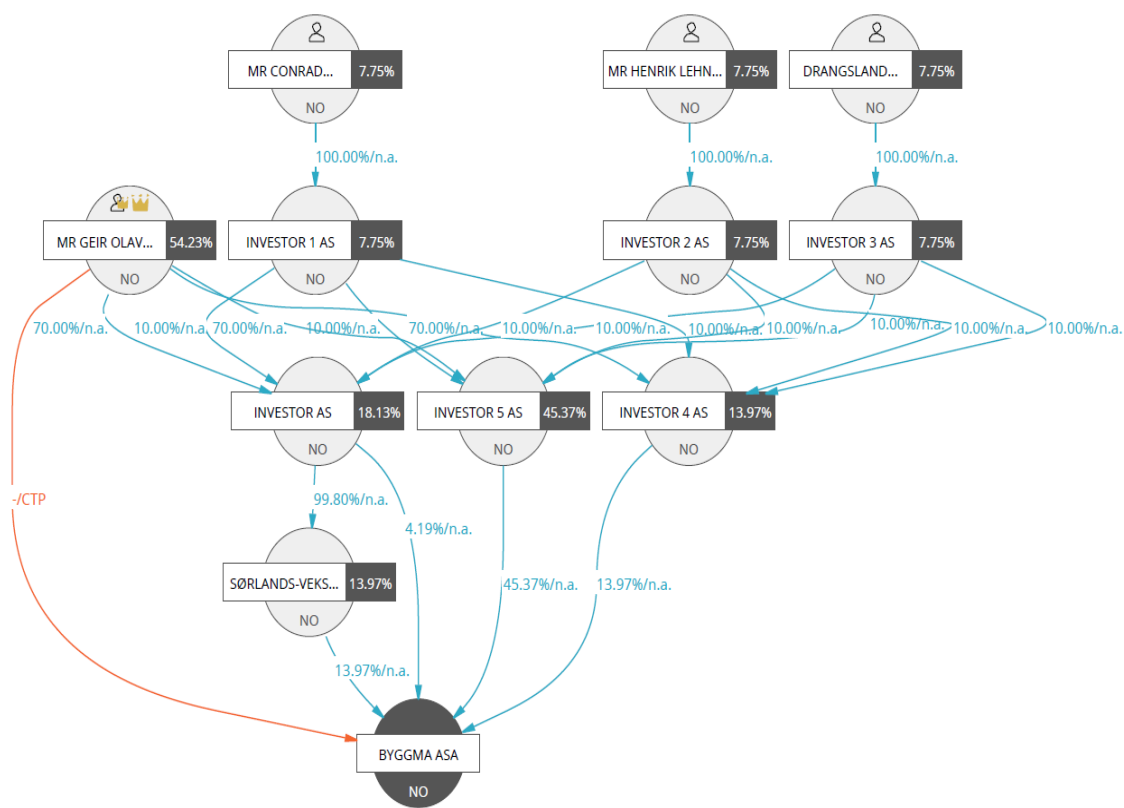 MR CONRAD... 7.75%
NO
MR HENRIK LEHN... 7.75%
NO
DRANGSLAND... 7.75%
NO
100.00%/n.a.
100.00%/n.a.
100.00%/n.a.
MR GEIR OLAV... 54.23%
NO
INVESTOR 1 AS 7.75%
NO
INVESTOR 2 AS 7.75%
NO
INVESTOR 3 AS 7.75%
NO
70.00%/n.a.
10.00%/n.a.
70.00%/n.a.
10.00%/n.a.
70.00%/n.a.
10.00%/n.a.
10.00%/n.a.
10.00%/n.a.
10.00%/n.a.
10.00%/n.a.
10.00%/n.a.
10.00%/n.a.
INVESTOR AS 18.13%
NO
INVESTOR 5 AS 45.37%
NO
INVESTOR 4 AS 13.97%
NO
-/CTP
99.80%/n.a.
4.19%/n.a.
SØRLANDS-VEKS... 13.97%
NO
45.37%/n.a.
13.97%/n.a.
13.97%/n.a.
BYGGMA ASA
NO